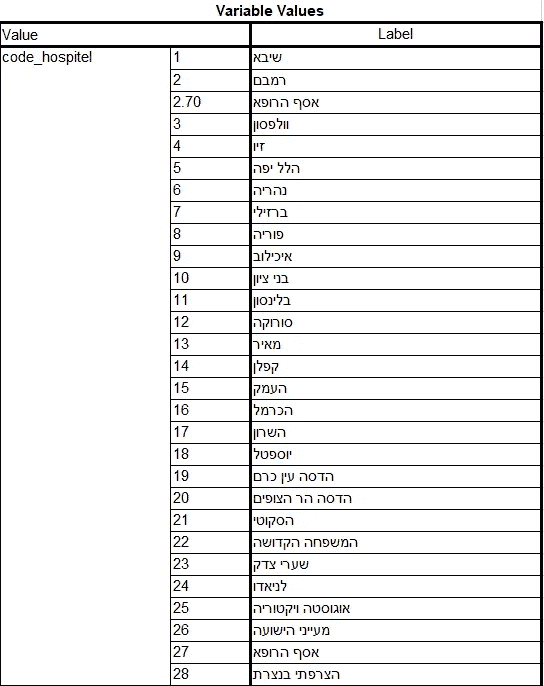 Variable Values
Value Label
code_hospitel 1 שיבא
2 רמבם
2.70 אסף הרופא
3 וולפסון
4 זיו
5 הלל יפה
6 נהריה
7 ברזילי
8 פוריה
9 איכילוב
10 בני ציון
11 בלינסון
12 סורוקה
13 מאיר
14 קפלן
15 העמק
16 הכרמל
17 השרון
18 יוספטל
19 הדסה עין כרם
20 הדסה הר הצופים
21 הסקוטי
22 המשפחה הקדושה
23 שערי צדק
24 לניאדו
25 אוגוסטה ויקטוריה
26 מעייני הישועה
27 אסף הרופא
28 הצרפתי בנצרת